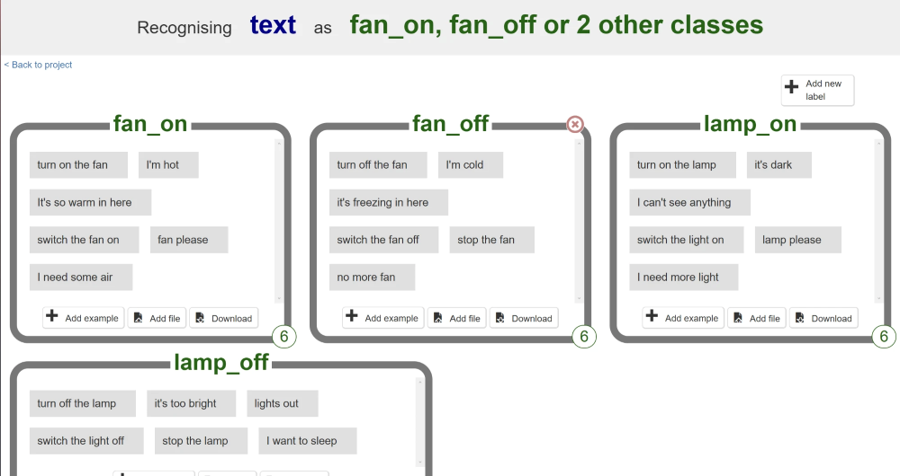 Recognising text as fan_on, fan_off or 2 other classes
< Back to project
Add new
label
fan_on
turn on the fan I'm hot
It's so warm in here
switch the fan on fan please
I need some air
Add example Add file Download
6
fan_off
turn off the fan I'm cold
it's freezing in here
switch the fan off stop the fan
no more fan
Add example Add file Download
6
lamp_on
turn on the lamp it's dark
I can't see anything
switch the light on lamp please
I need more light
Add example Add file Download
6
lamp_off
turn off the lamp it's too bright lights out
switch the light off stop the lamp I want to sleep